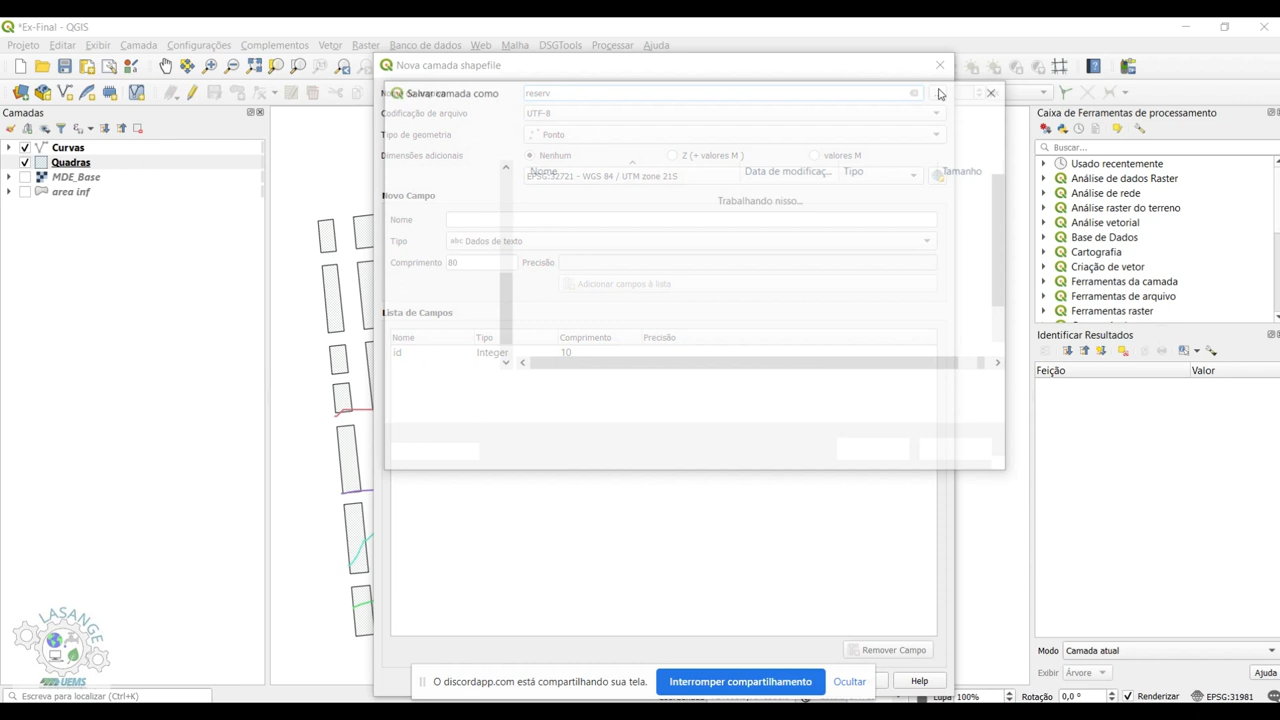 *Ex-Final - QGIS
Projeto Editar Exibir Camada Configurações Complementos Vetor Raster Banco de dados Web Malha DSGTools Processar Ajuda
Nova camada shapefile
Salvar camada como
reserv
Codificação de arquivo UTF-8
Tipo de geometria Ponto
Dimensões adicionais Nenhum Z (+ valores M ) valores M
Nome Data de modificaç... Tipo Tamanho
EPSG:32721 - WGS 84 / UTM zone 21S
Trabalhando nisso...
Novo Campo
Nome
Tipo abc Dados de texto
Comprimento 80 Precisão
Adicionar campos à lista
Lista de Campos
Nome Tipo Comprimento Precisão
id Integer 10
Remover Campo
Help
Camadas
Curvas
Quadras
MDE_Base
area inf
LASANGE
UEMS
Escreva para localizar (Ctrl+K)
O discordapp.com está compartilhando sua tela. Interromper compartilhamento Ocultar
Caixa de Ferramentas de processamento
Buscar...
Usado recentemente
Análise de dados Raster
Análise de rede
Análise raster do terreno
Análise vetorial
Base de Dados
Cartografia
Criação de vetor
Ferramentas da camada
Ferramentas de arquivo
Ferramentas raster
Identificar Resultados
Feição Valor
Modo Camada atual
Exibir Árvore Ajuda
Lupa 100% Rotação 0,0 ° Renderizar EPSG:31981